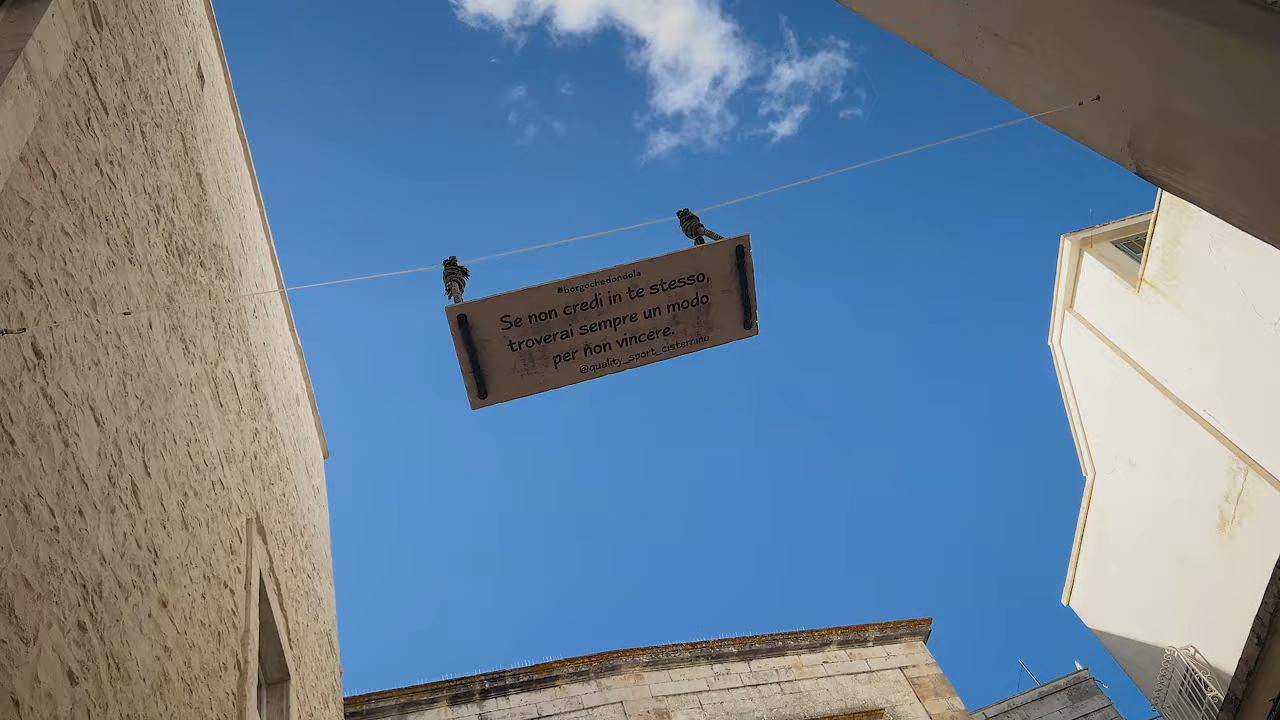 #borgochedondola
Se non credi in te stesso,
troverai sempre un modo
per non vincere.
@quality_sport_cisternino